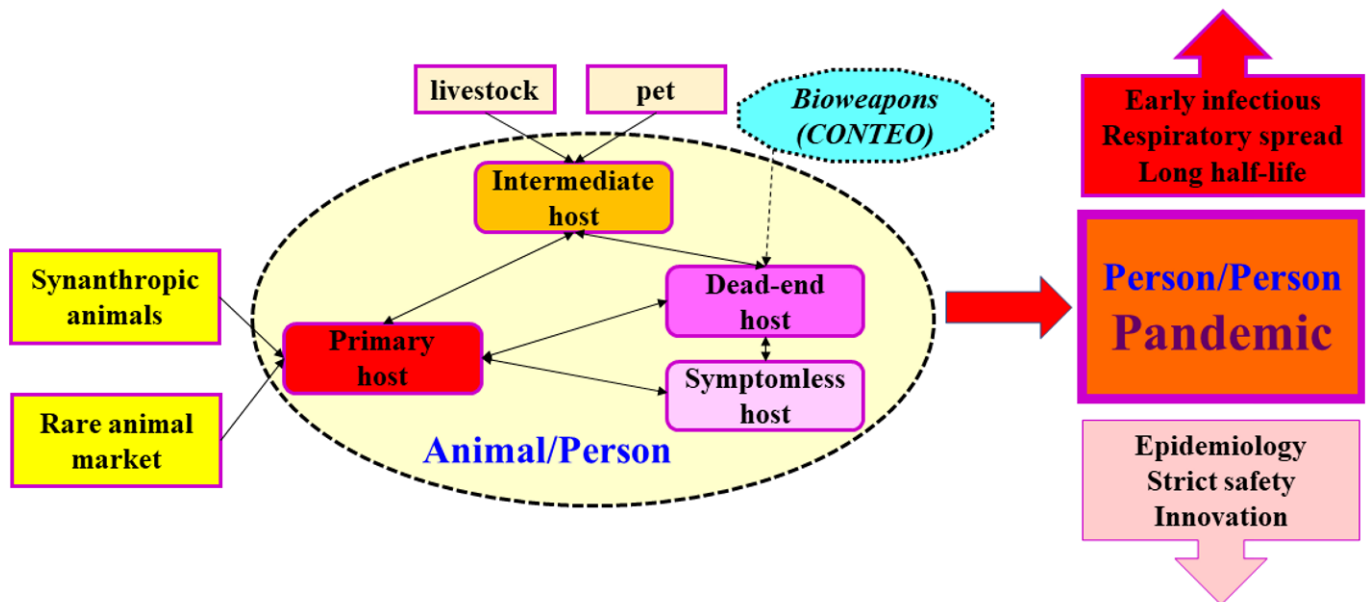 livestock
pet
Bioweapons
(CONTEO)
Early infectious
Respiratory spread
Long half-life
Intermediate
host
Synanthropic
animals
Dead-end
host
Person/Person
Pandemic
Primary
host
Symptomless
host
Rare animal
market
Animal/Person
Epidemiology
Strict safety
Innovation